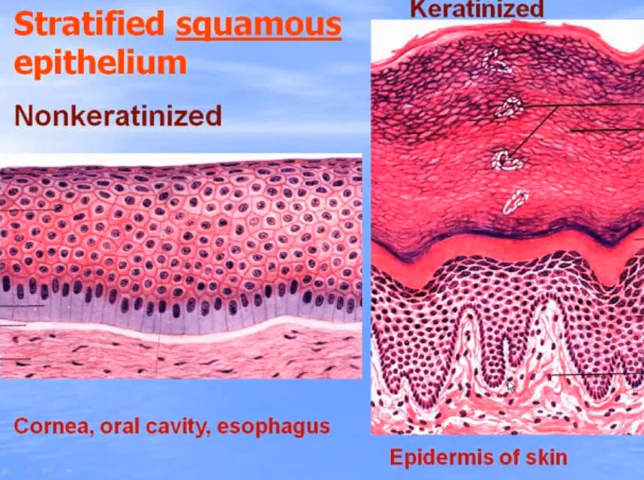 Stratified squamous
epithelium
Nonkeratinized
Keratinized
Cornea, oral cavity, esophagus
Epidermis of skin